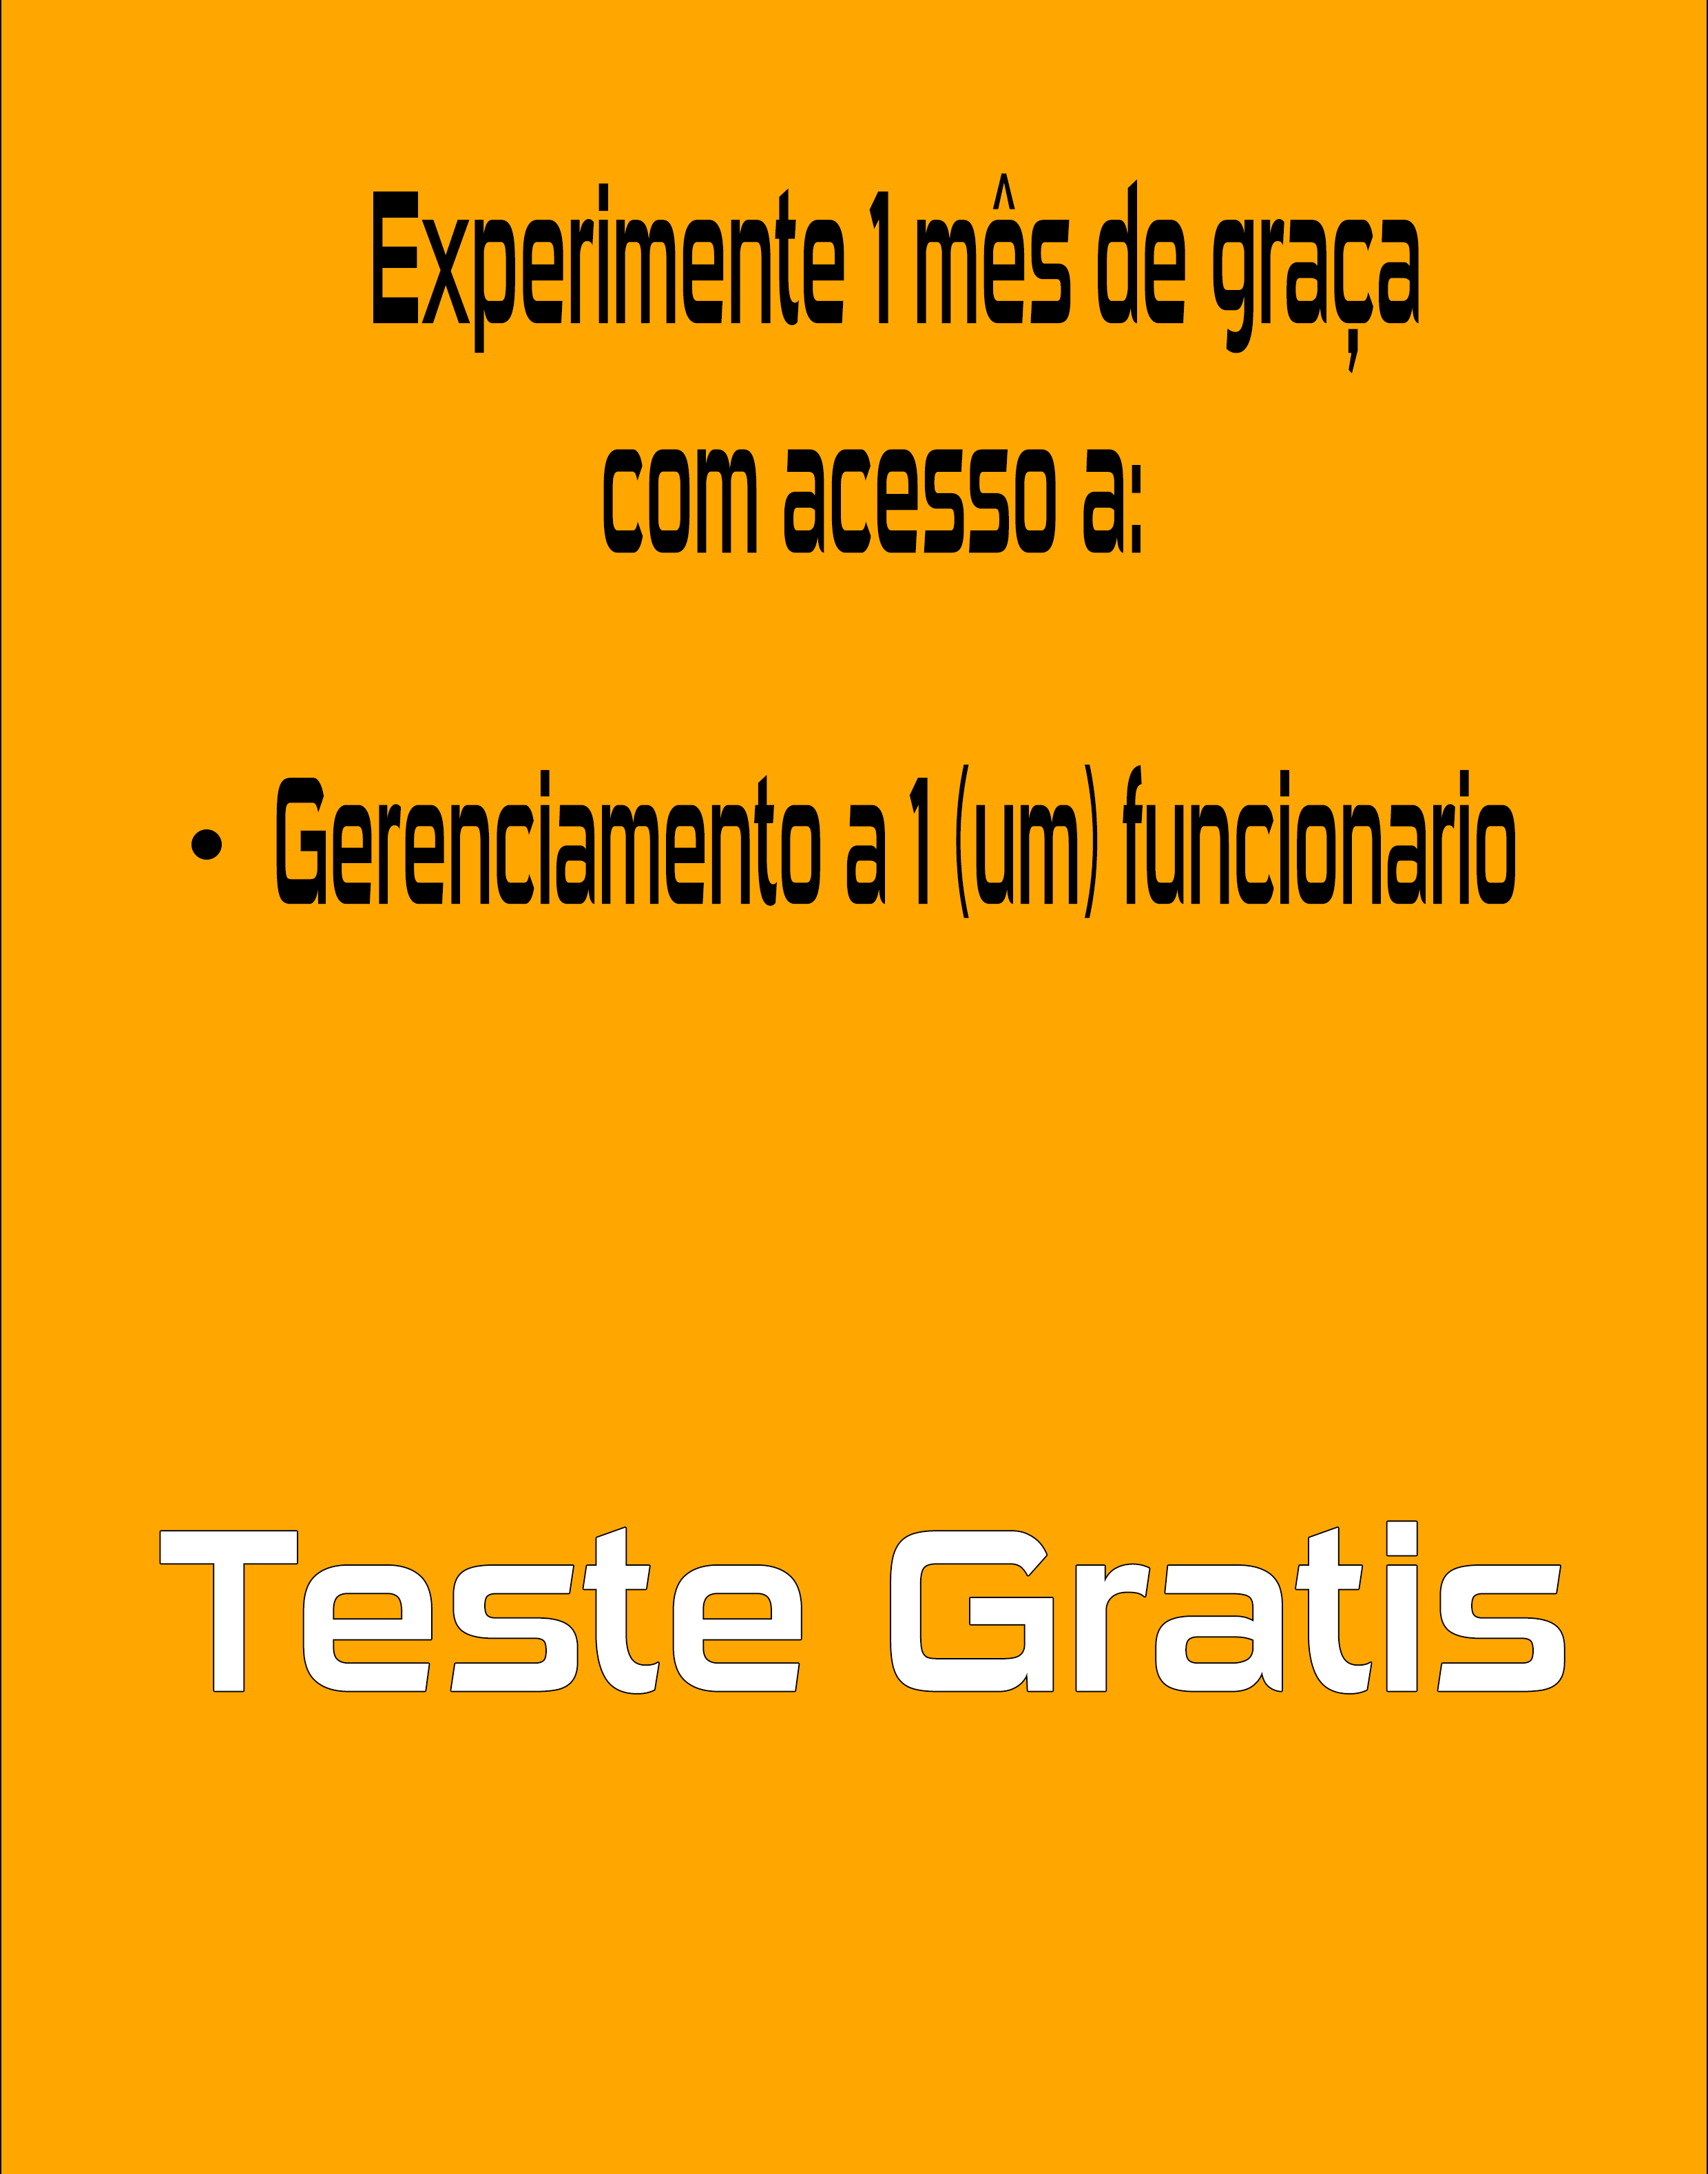 Experimente 1 mês de graça
com acesso a:
• Gerenciamento a 1 (um) funcionario
Teste Gratis